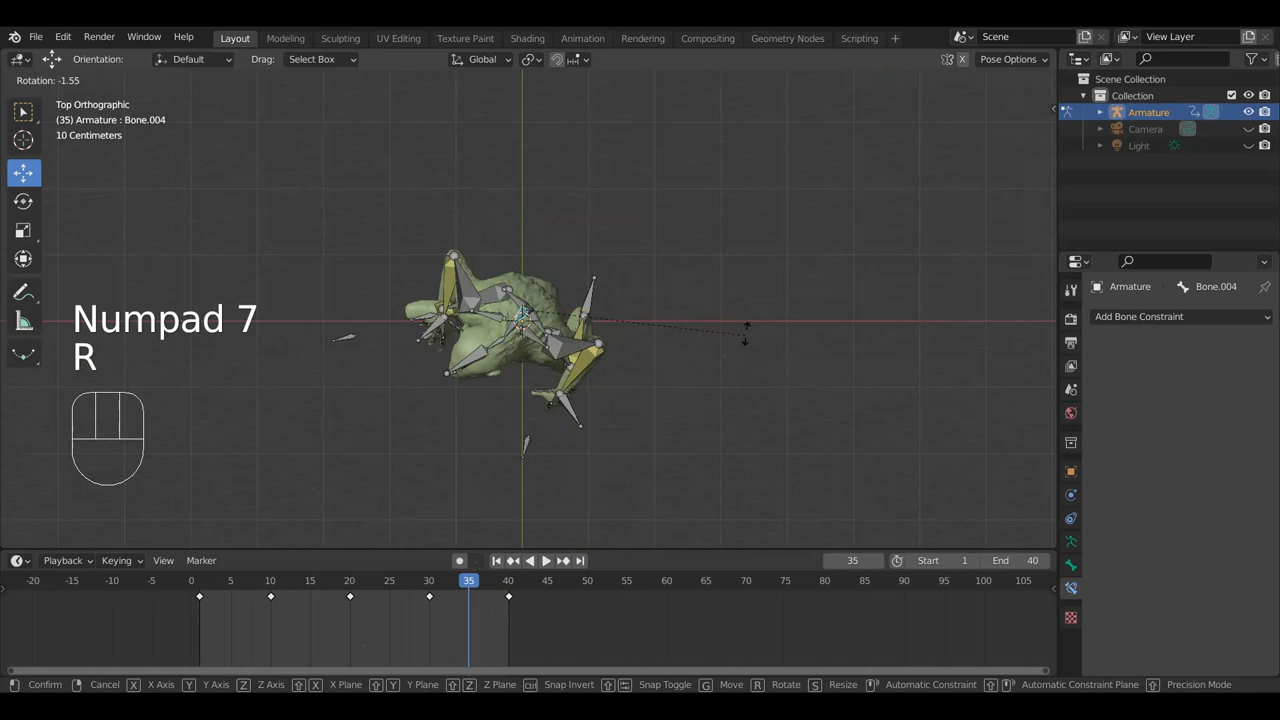 File Edit Render Window Help Layout Modeling Sculpting UV Editing Texture Paint Shading Animation Rendering Compositing Geometry Nodes Scripting + Scene View Layer
Orientation: Default Drag: Select Box Global X Pose Options
Rotation: -1.55
Top Orthographic
(35) Armature : Bone.004
10 Centimeters
Scene Collection
Collection
Armature
Camera
Light
Armature Bone.004
Add Bone Constraint
Numpad 7
R
Playback Keying View Marker 35 Start 1 End 40
-20 -15 -10 -5 0 5 10 15 20 25 30 35 40 45 50 55 60 65 70 75 80 85 90 95 100 105
Confirm Cancel X X Axis Y Y Axis Z Z Axis X X Plane Y Y Plane Z Z Plane Ctrl Snap Invert Snap Toggle G Move R Rotate S Resize Automatic Constraint Automatic Constraint Plane Precision Mode